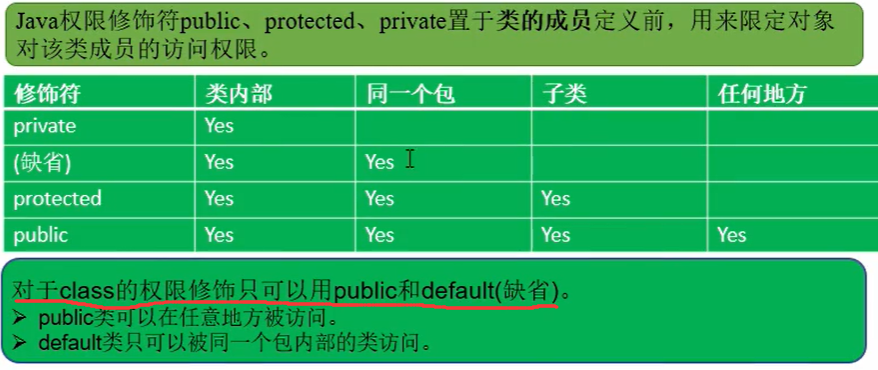 Java权限修饰符public、protected、private置于类的成员定义前，用来限定对象
对该类成员的访问权限。
修饰符 类内部 同一个包 子类 任何地方
private Yes
(缺省) Yes Yes
protected Yes Yes Yes
public Yes Yes Yes Yes
对于class的权限修饰只可以用public和default(缺省)。
➢ public类可以在任意地方被访问。
➢ default类只可以被同一个包内部的类访问。